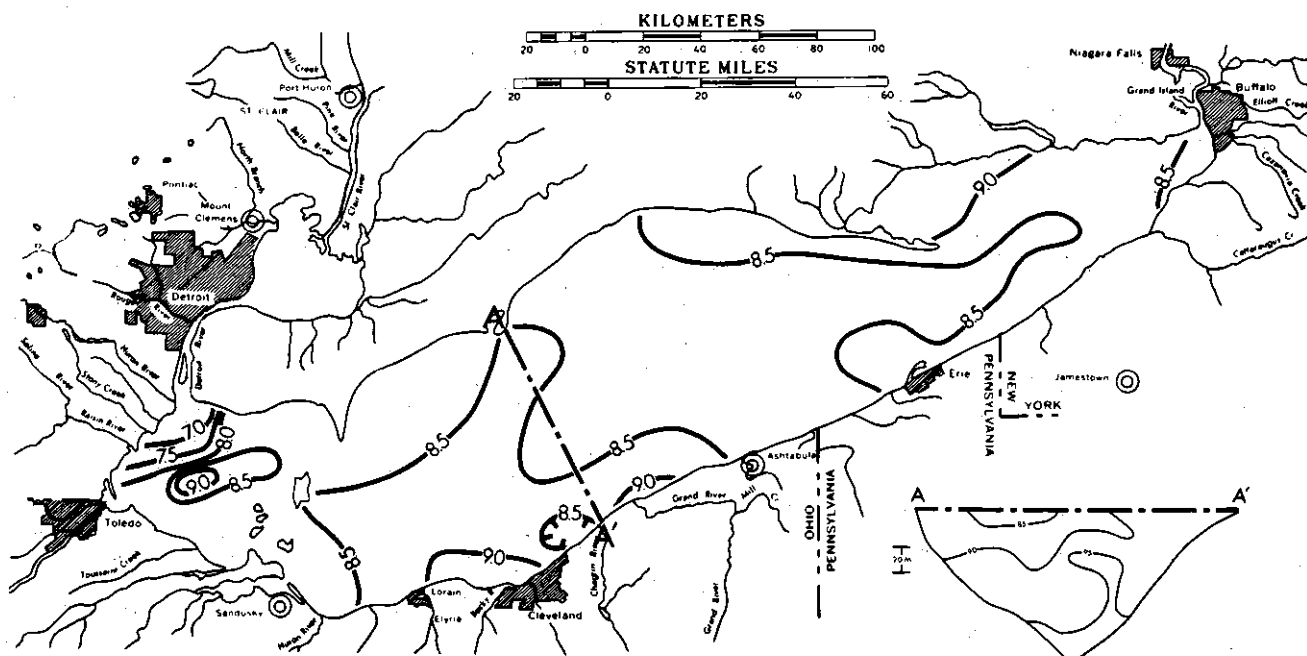 KILOMETERS
20 0 20 40 60 80 100
STATUTE MILES
20 0 20 40 60
Niagara Falls
Grand Island
River
Buffalo
Elliott Creek
Cazenovia Creek
Cattaraugus Cr.
Mill Creek
Port Huron
ST. CLAIR
Pine River
Belle River
North Branch
St. Clair River
Pontiac
Mount
Clemens
Detroit
Rouge River
Detroit River
Huron River
Stony Creek
Saline River
Raisin River
Toledo
Toussaint Creek
Sandusky
Huron River
Lorain
Elyria
Rocky R.
Cleveland
Chagrin River
Grand River
Mill C.
Ashtabula
Grand River
OHIO
PENNSYLVANIA
Erie
PENNSYLVANIA
NEW
YORK
Jamestown
9.0
8.5
8.5
8.5
8.5
8.5
9.0
8.5
9.0
8.5
7.0
7.5
8.0
9.0
8.5
A
A'
A
A'
8.5
9.0
9.5
20m